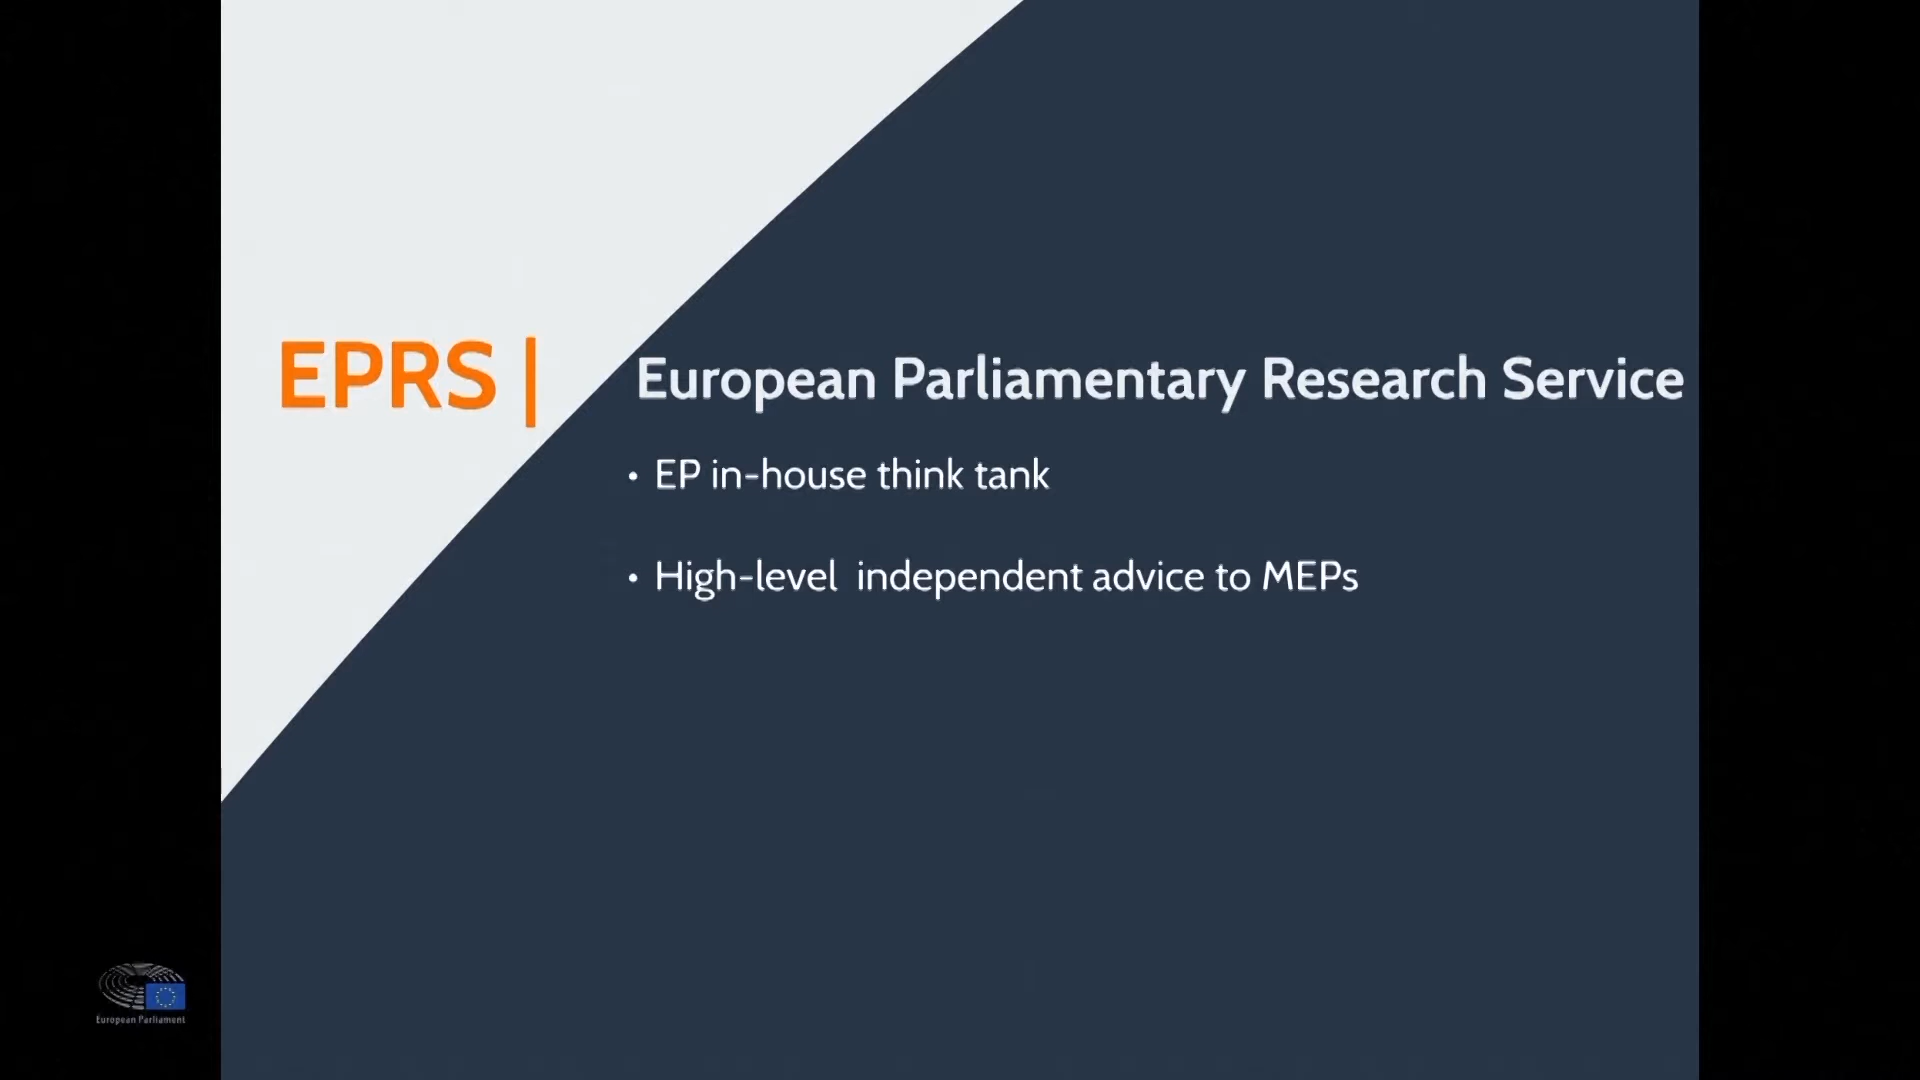 EPRS | European Parliamentary Research Service
• EP in-house think tank
• High-level  independent advice to MEPs
European Parliament